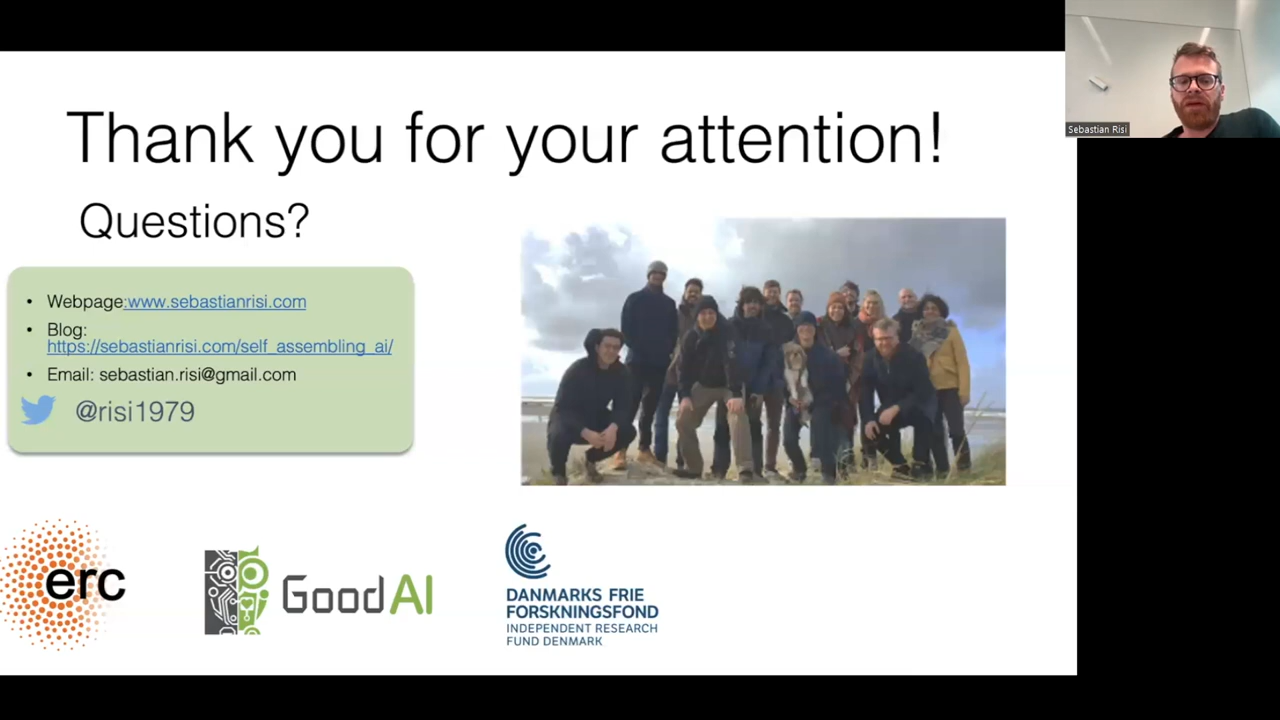 Thank you for your attention!
Questions?
• Webpage:www.sebastianrisi.com
• Blog:
https://sebastianrisi.com/self_assembling_ai/
• Email: sebastian.risi@gmail.com
@risi1979
Sebastian Risi
erc
GoodAI
DANMARKS FRIE
FORSKNINGSFOND
INDEPENDENT RESEARCH
FUND DENMARK